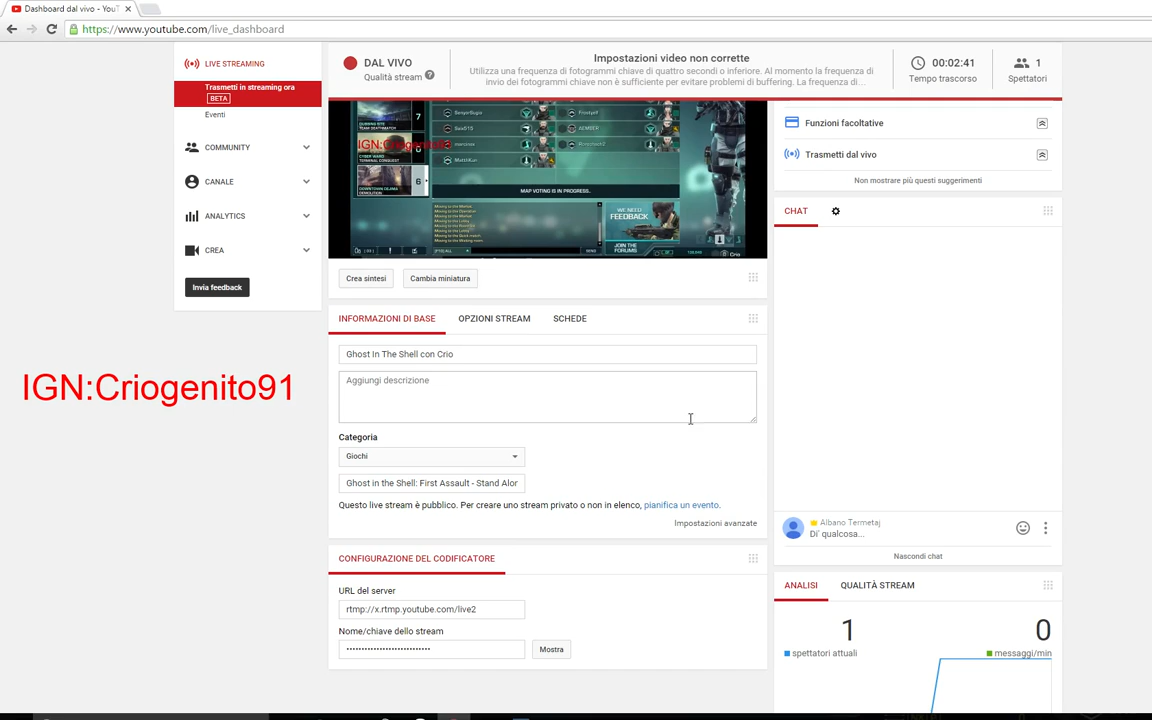 Dashboard dal vivo - YouT
https://www.youtube.com/live_dashboard
LIVE STREAMING
Trasmetti in streaming ora
BETA
Eventi
COMMUNITY
CANALE
ANALYTICS
CREA
Invia feedback
IGN:Criogenito91
DAL VIVO
Qualità stream
Impostazioni video non corrette
Utilizza una frequenza di fotogrammi chiave di quattro secondi o inferiore. Al momento la frequenza di
invio dei fotogrammi chiave non è sufficiente per evitare problemi di buffering. La frequenza di...
00:02:41
Tempo trascorso
1
Spettatori
7
TEAM DEATHMATCH
TERMINAL CONQUEST
6
DEMOLITION
MAP VOTING IS IN PROGRESS..
WE NEED
FEEDBACK
JOIN THE
FORUMS
Crea sintesi
Cambia miniatura
INFORMAZIONI DI BASE
OPZIONI STREAM
SCHEDE
Ghost In The Shell con Crio
Aggiungi descrizione
Categoria
Giochi
Ghost in the Shell: First Assault - Stand Alor
Questo live stream è pubblico. Per creare uno stream privato o non in elenco, pianifica un evento.
Impostazioni avanzate
CONFIGURAZIONE DEL CODIFICATORE
URL del server
rtmp://x.rtmp.youtube.com/live2
Nome/chiave dello stream
Mostra
Funzioni facoltative
Trasmetti dal vivo
Non mostrare più questi suggerimenti
CHAT
Albano Termetaj
Di' qualcosa...
Nascondi chat
ANALISI
QUALITÀ STREAM
1
spettatori attuali
0
messaggi/min